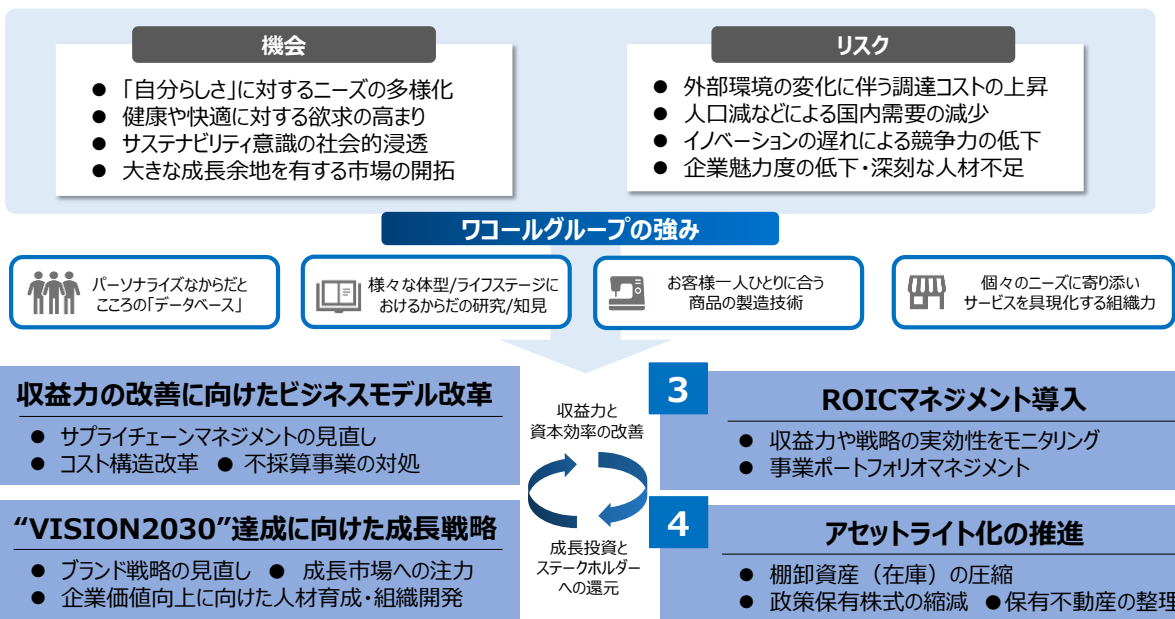 機会
● 「自分らしさ」に対するニーズの多様化
● 健康や快適に対する欲求の高まり
● サステナビリティ意識の社会的浸透
● 大きな成長余地を有する市場の開拓
リスク
● 外部環境の変化に伴う調達コストの上昇
● 人口減などによる国内需要の減少
● イノベーションの遅れによる競争力の低下
● 企業魅力度の低下・深刻な人材不足
ワコールグループの強み
パーソナライズなからだと
こころの「データベース」
様々な体型/ライフステージに
おけるからだの研究/知見
お客様一人ひとりに合う
商品の製造技術
個々のニーズに寄り添い
サービスを具現化する組織力
収益力の改善に向けたビジネスモデル改革
● サプライチェーンマネジメントの見直し
● コスト構造改革 ● 不採算事業の対処
“VISION2030”達成に向けた成長戦略
● ブランド戦略の見直し ● 成長市場への注力
● 企業価値向上に向けた人材育成・組織開発
収益力と
資本効率の改善
成長投資と
ステークホルダー
への還元
3
ROICマネジメント導入
● 収益力や戦略の実効性をモニタリング
● 事業ポートフォリオマネジメント
4
アセットライト化の推進
● 棚卸資産（在庫）の圧縮
● 政策保有株式の縮減 ●保有不動産の整理